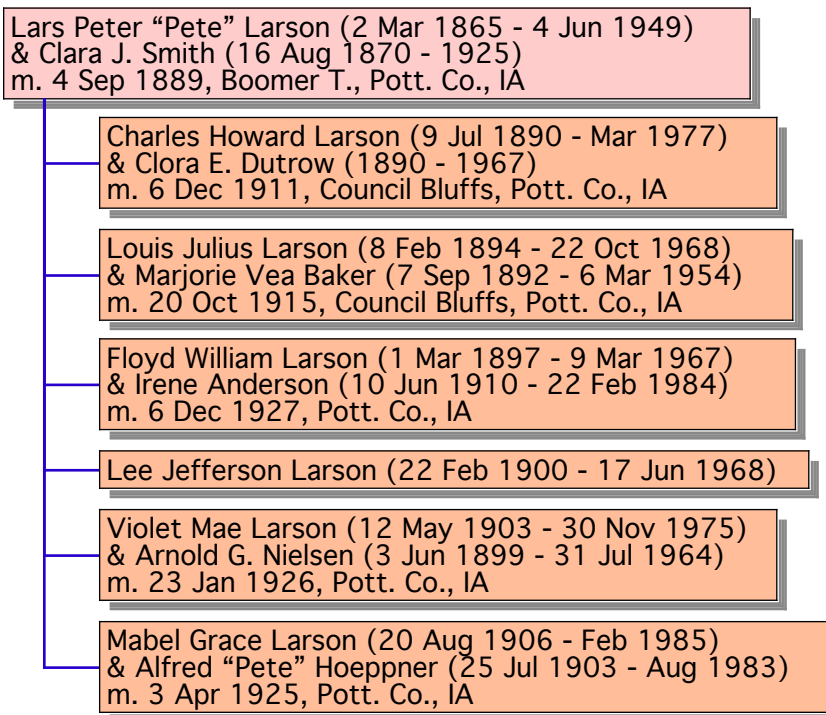 Lars Peter “Pete” Larson (2 Mar 1865 - 4 Jun 1949)
& Clara J. Smith (16 Aug 1870 - 1925)
m. 4 Sep 1889, Boomer T., Pott. Co., IA
Charles Howard Larson (9 Jul 1890 - Mar 1977)
& Clora E. Dutrow (1890 - 1967)
m. 6 Dec 1911, Council Bluffs, Pott. Co., IA
Louis Julius Larson (8 Feb 1894 - 22 Oct 1968)
& Marjorie Vea Baker (7 Sep 1892 - 6 Mar 1954)
m. 20 Oct 1915, Council Bluffs, Pott. Co., IA
Floyd William Larson (1 Mar 1897 - 9 Mar 1967)
& Irene Anderson (10 Jun 1910 - 22 Feb 1984)
m. 6 Dec 1927, Pott. Co., IA
Lee Jefferson Larson (22 Feb 1900 - 17 Jun 1968)
Violet Mae Larson (12 May 1903 - 30 Nov 1975)
& Arnold G. Nielsen (3 Jun 1899 - 31 Jul 1964)
m. 23 Jan 1926, Pott. Co., IA
Mabel Grace Larson (20 Aug 1906 - Feb 1985)
& Alfred “Pete” Hoeppner (25 Jul 1903 - Aug 1983)
m. 3 Apr 1925, Pott. Co., IA